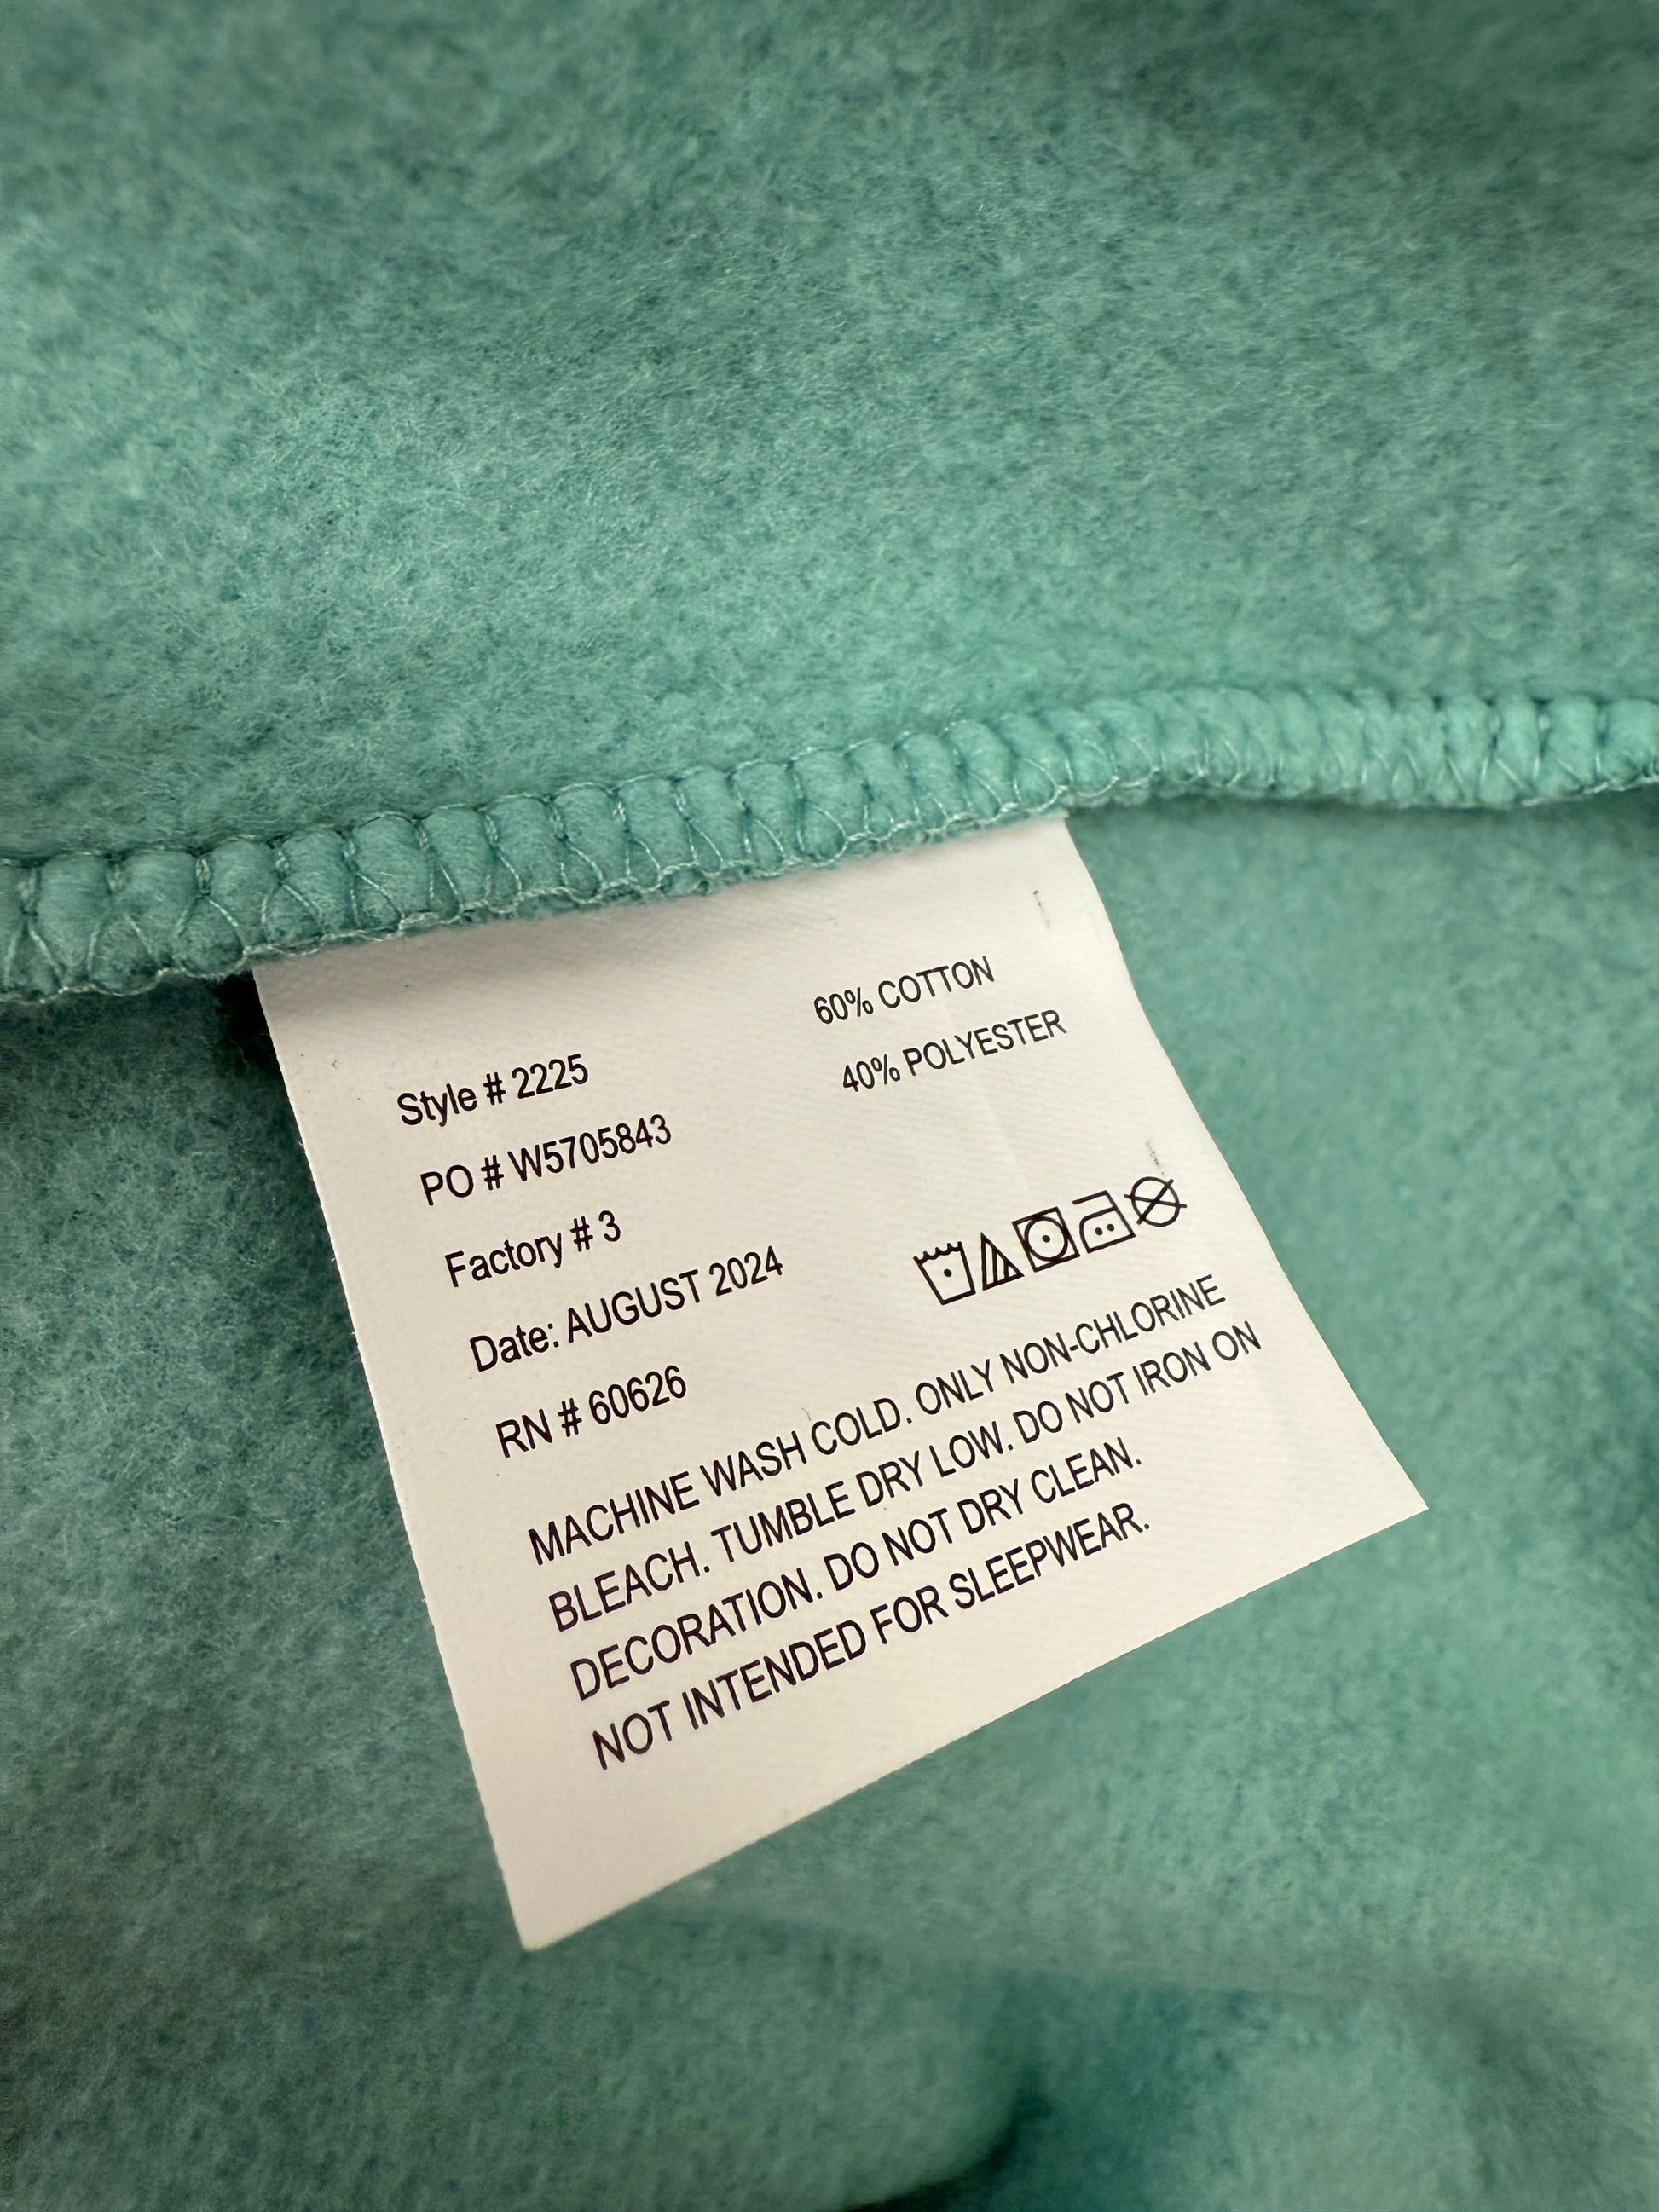 60% COTTON
40% POLYESTER
Style # 2225
PO # W5705843
Factory # 3
Date: AUGUST 2024
RN # 60626
MACHINE WASH COLD. ONLY NON-CHLORINE
BLEACH. TUMBLE DRY LOW. DO NOT IRON ON
DECORATION. DO NOT DRY CLEAN.
NOT INTENDED FOR SLEEPWEAR.